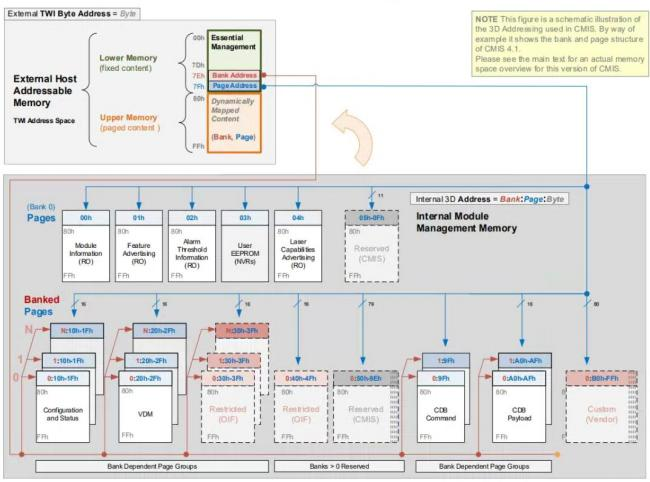 External TWI Byte Address = Byte
NOTE This figure is a schematic illustration of
the 3D Addressing used in CMIS. By way of
example it shows the bank and page structure
of CMIS 4.1.
Please see the main text for an actual memory
space overview for this version of CMIS.
External Host
Addressable
Memory
TWI Address Space
Lower Memory
(fixed content)
Upper Memory
(paged content )
00h
7Dh
7Eh
7Fh
80h
FFh
Essential
Management
Bank Address
Page Address
Dynamically
Mapped
Content
(Bank, Page)
Internal 3D Address = Bank:Page:Byte
Internal Module
Management Memory
(Bank 0)
Pages
11
00h
01h
02h
03h
04h
05h-0Fh
80h
80h
80h
80h
80h
80h
Module
Information
(RO)
Feature
Advertising
(RO)
Alarm
Threshold
Information
(RO)
User
EEPROM
(NVRs)
Laser
Capabilities
Advertising
(RO)
Reserved
(CMIS)
FFh
FFh
FFh
FFh
FFh
FFh
Banked
Pages
16
16
16
16
79
16
80
N
1
0
N:10h-1Fh
N:20h-2Fh
N:30h-3Fh
1:10h-1Fh
1:20h-2Fh
1:30h-3Fh
1:9Fh
1:A0h-AFh
0:10h-1Fh
0:20h-2Fh
0:30h-3Fh
0:40h-4Fh
0:50h-9Eh
0:9Fh
0:A0h-AFh
0:B0h-FFh
80h
80h
80h
80h
80h
80h
80h
80h
Configuration
and Status
VDM
Restricted
(OIF)
Restricted
(OIF)
Reserved
(CMIS)
CDB
Command
CDB
Payload
Custom
(Vendor)
FFh
FFh
FFh
FFh
FFh
FFh
FFh
FFh
Bank Dependent Page Groups
Banks > 0 Reserved
Bank Dependent Page Groups